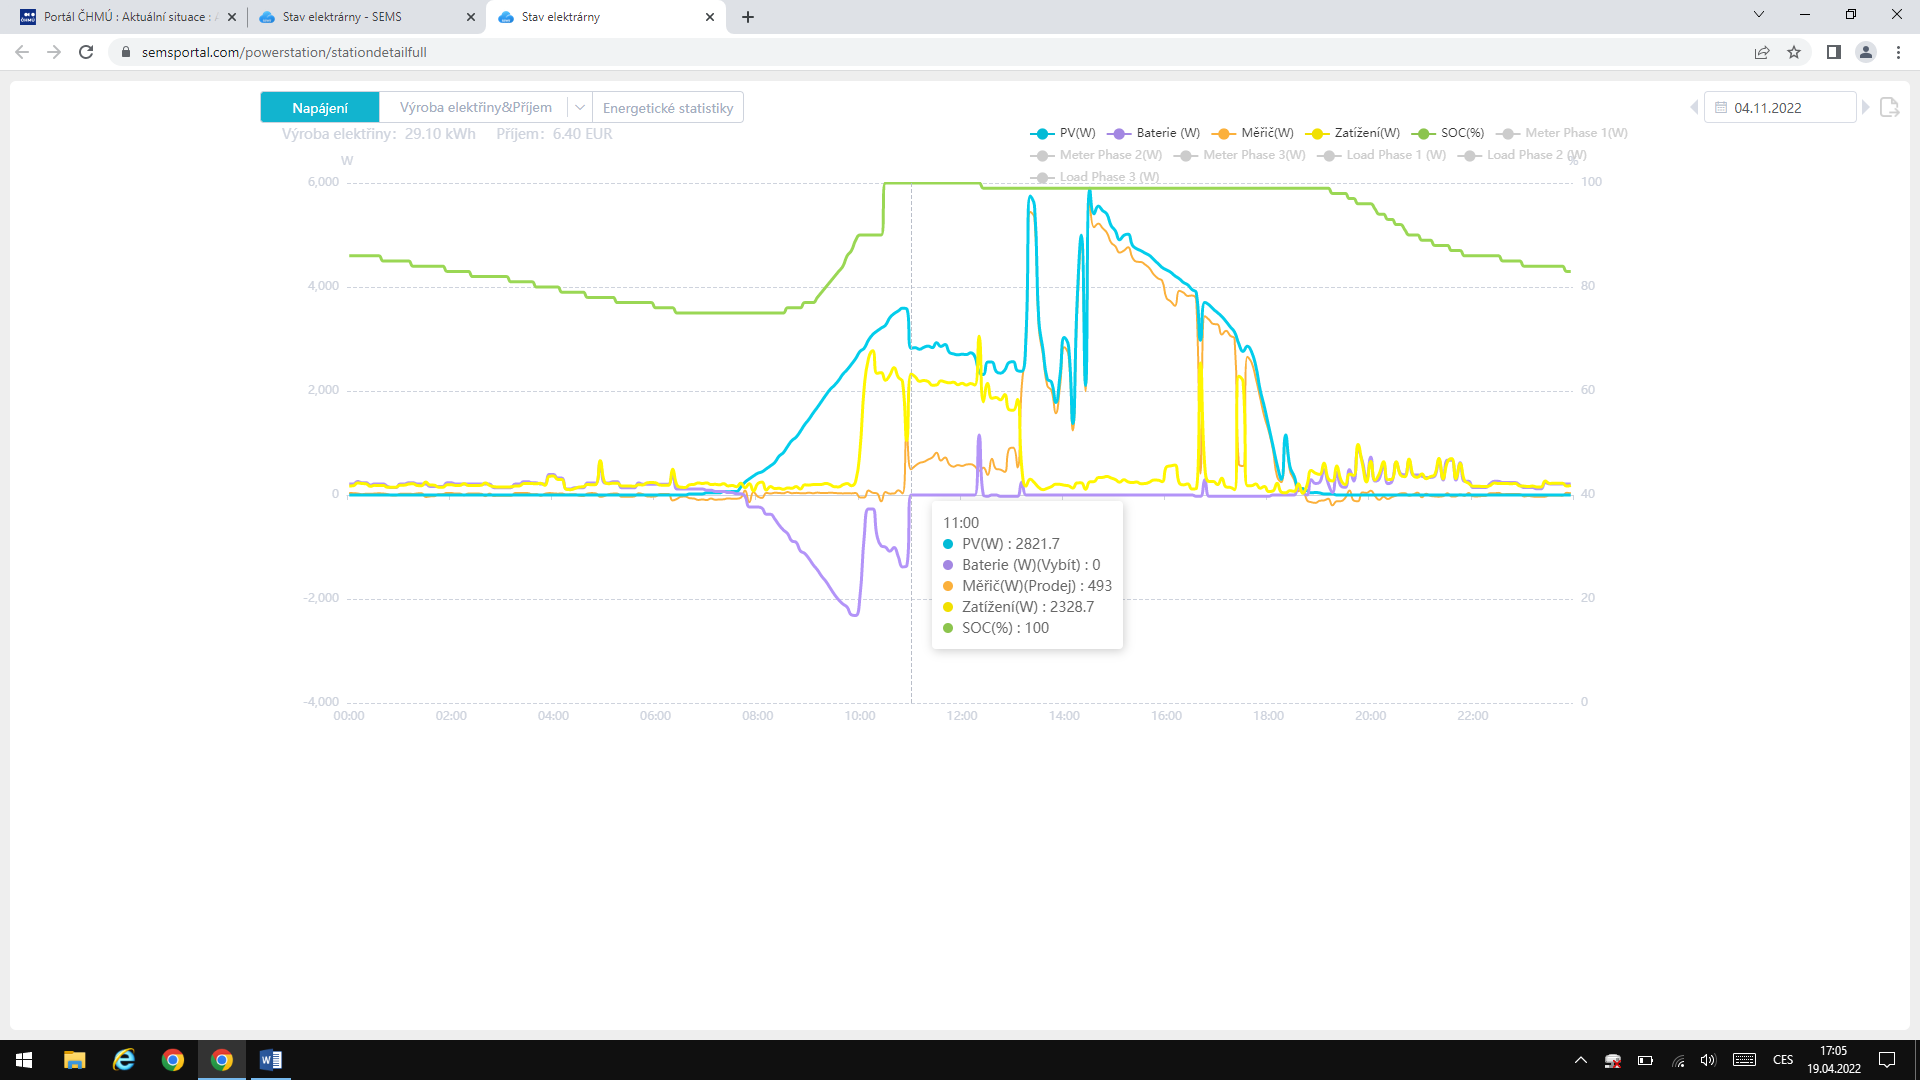 Portál ČHMÚ : Aktuální situace :
Stav elektrárny - SEMS
Stav elektrárny
semsportal.com/powerstation/stationdetailfull
Napájení
Výroba elektřiny&Příjem
Energetické statistiky
04.11.2022
Výroba elektřiny: 29.10 kWh Příjem: 6.40 EUR
PV(W) Baterie (W) Měřič(W) Zatížení(W) SOC(%) Meter Phase 1(W)
Meter Phase 2(W) Meter Phase 3(W) Load Phase 1 (W) Load Phase 2 (W)
Load Phase 3 (W)
W
%
6,000
4,000
2,000
0
-2,000
-4,000
100
80
60
40
20
0
11:00
PV(W) : 2821.7
Baterie (W)(Vybít) : 0
Měřič(W)(Prodej) : 493
Zatížení(W) : 2328.7
SOC(%) : 100
00:00 02:00 04:00 06:00 08:00 10:00 12:00 14:00 16:00 18:00 20:00 22:00
CES
17:05
19.04.2022